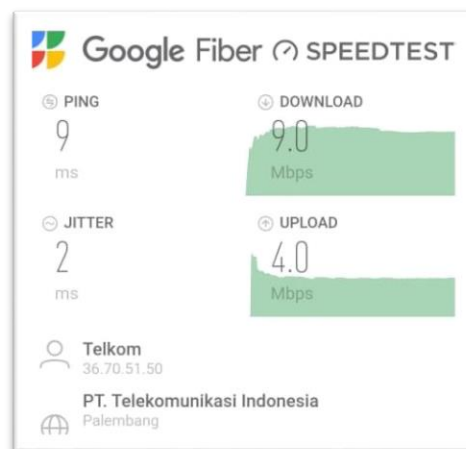 Google Fiber SPEEDTEST
PING
9
ms
DOWNLOAD
9.0
Mbps
JITTER
2
ms
UPLOAD
4.0
Mbps
Telkom
36.70.51.50
PT. Telekomunikasi Indonesia
Palembang